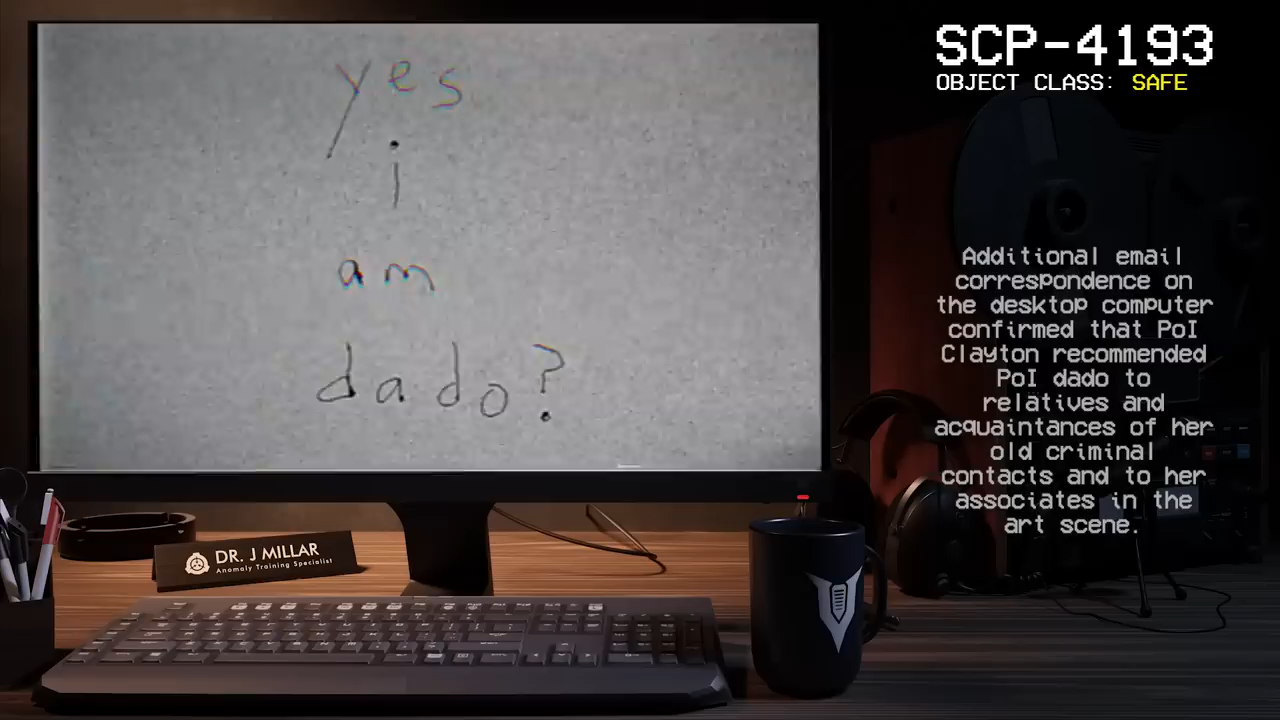 yes
i
am
dado?
SCP-4193
OBJECT CLASS: SAFE
Additional email
correspondence on
the desktop computer
confirmed that PoI
Clayton recommended
PoI dado to
relatives and
acquaintances of her
old criminal
contacts and to her
associates in the
art scene.
DR. J MILLAR
Anomaly Training Specialist